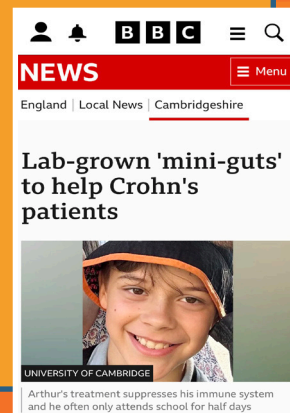 BBC
NEWS
Menu
England | Local News | Cambridgeshire
Lab-grown 'mini-guts'
to help Crohn's
patients
UNIVERSITY OF CAMBRIDGE
Arthur's treatment suppresses his immune system
and he often only attends school for half days